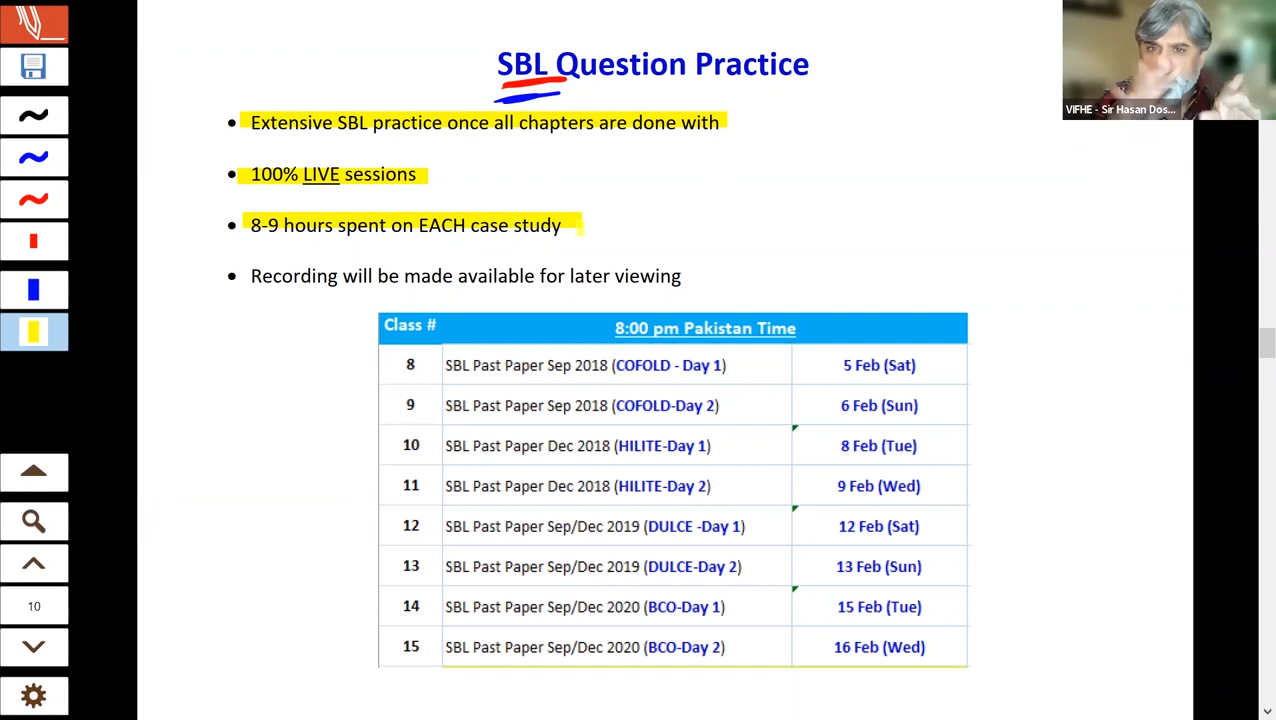 SBL Question Practice
VIFHE - Sir Hasan Dos...
• Extensive SBL practice once all chapters are done with
• 100% LIVE sessions
• 8-9 hours spent on EACH case study
• Recording will be made available for later viewing
Class # 8:00 pm Pakistan Time
8 SBL Past Paper Sep 2018 (COFOLD - Day 1) 5 Feb (Sat)
9 SBL Past Paper Sep 2018 (COFOLD-Day 2) 6 Feb (Sun)
10 SBL Past Paper Dec 2018 (HILITE-Day 1) 8 Feb (Tue)
11 SBL Past Paper Dec 2018 (HILITE-Day 2) 9 Feb (Wed)
12 SBL Past Paper Sep/Dec 2019 (DULCE -Day 1) 12 Feb (Sat)
13 SBL Past Paper Sep/Dec 2019 (DULCE-Day 2) 13 Feb (Sun)
14 SBL Past Paper Sep/Dec 2020 (BCO-Day 1) 15 Feb (Tue)
15 SBL Past Paper Sep/Dec 2020 (BCO-Day 2) 16 Feb (Wed)
10